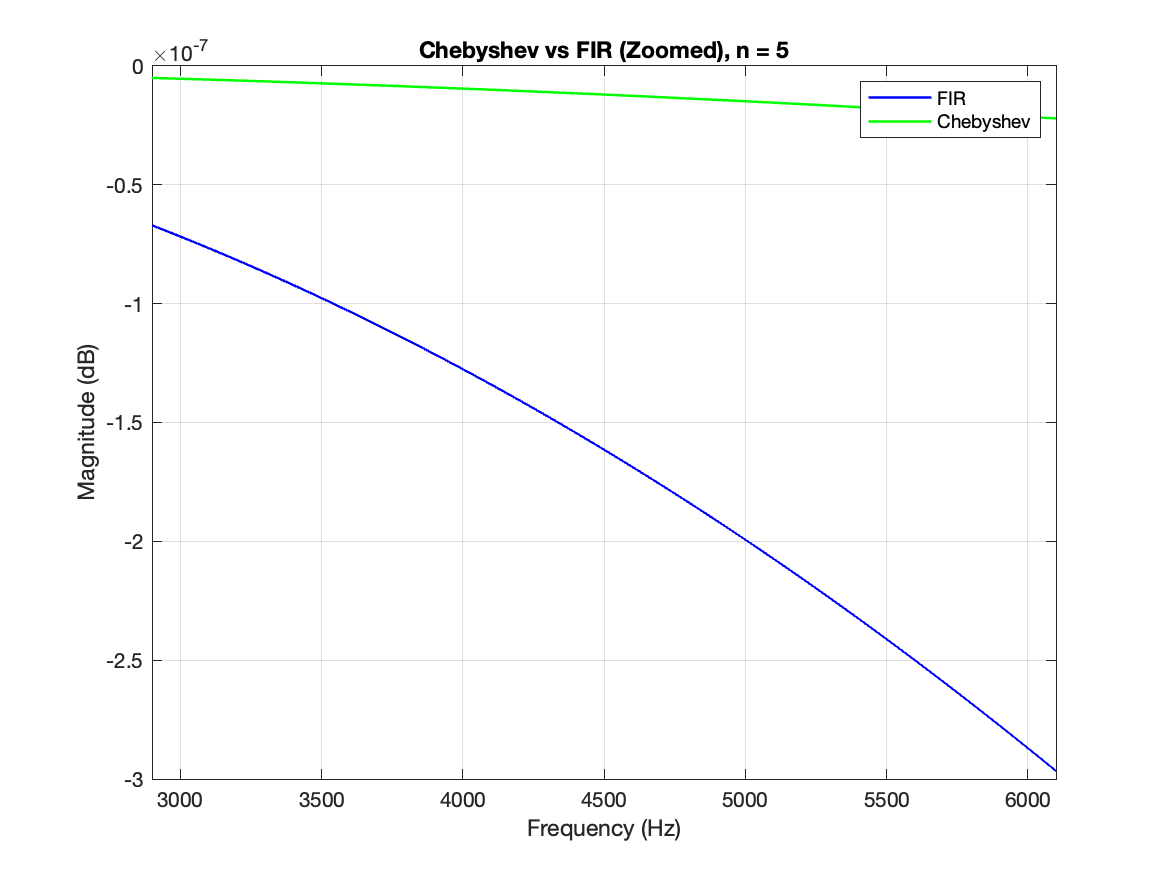 Chebyshev vs FIR (Zoomed), n = 5
×10⁻⁷
0
-0.5
-1
-1.5
-2
-2.5
-3
Magnitude (dB)
FIR
Chebyshev
3000 3500 4000 4500 5000 5500 6000
Frequency (Hz)